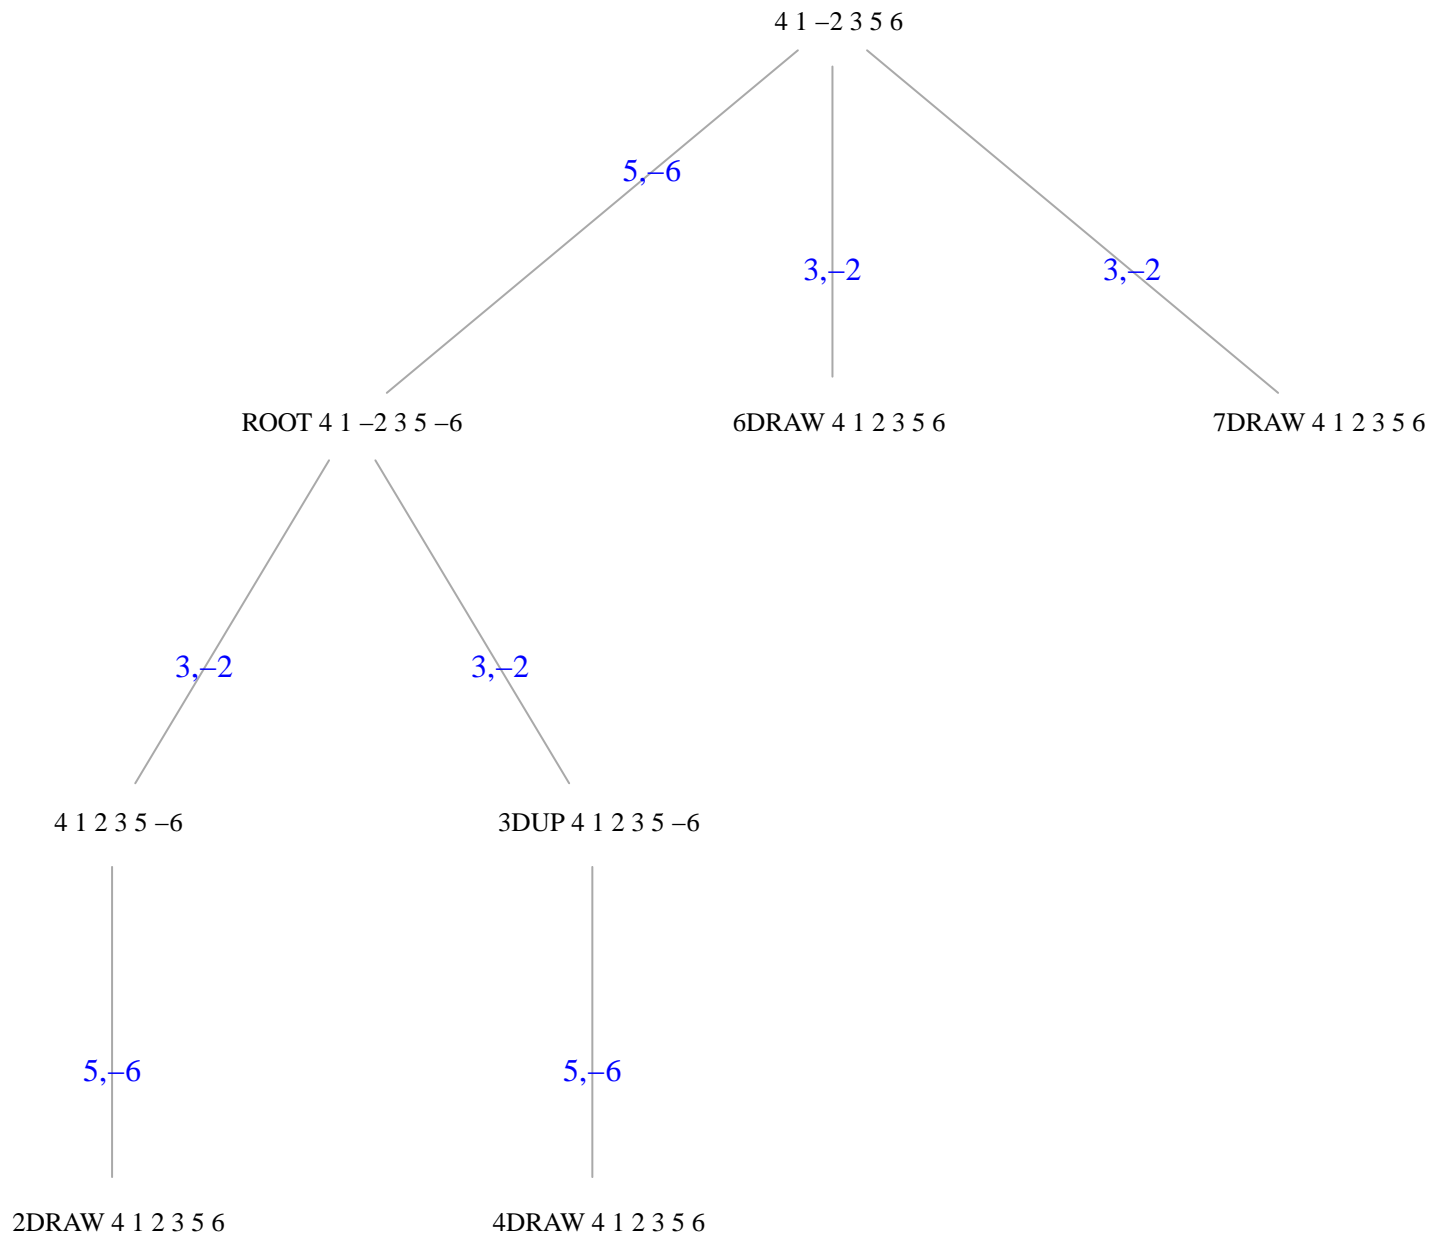 4 1 –2 3 5 6
5,–6
3,–2
3,–2
ROOT 4 1 –2 3 5 –6
6DRAW 4 1 2 3 5 6
7DRAW 4 1 2 3 5 6
3,–2
3,–2
4 1 2 3 5 –6
3DUP 4 1 2 3 5 –6
5,–6
5,–6
2DRAW 4 1 2 3 5 6
4DRAW 4 1 2 3 5 6